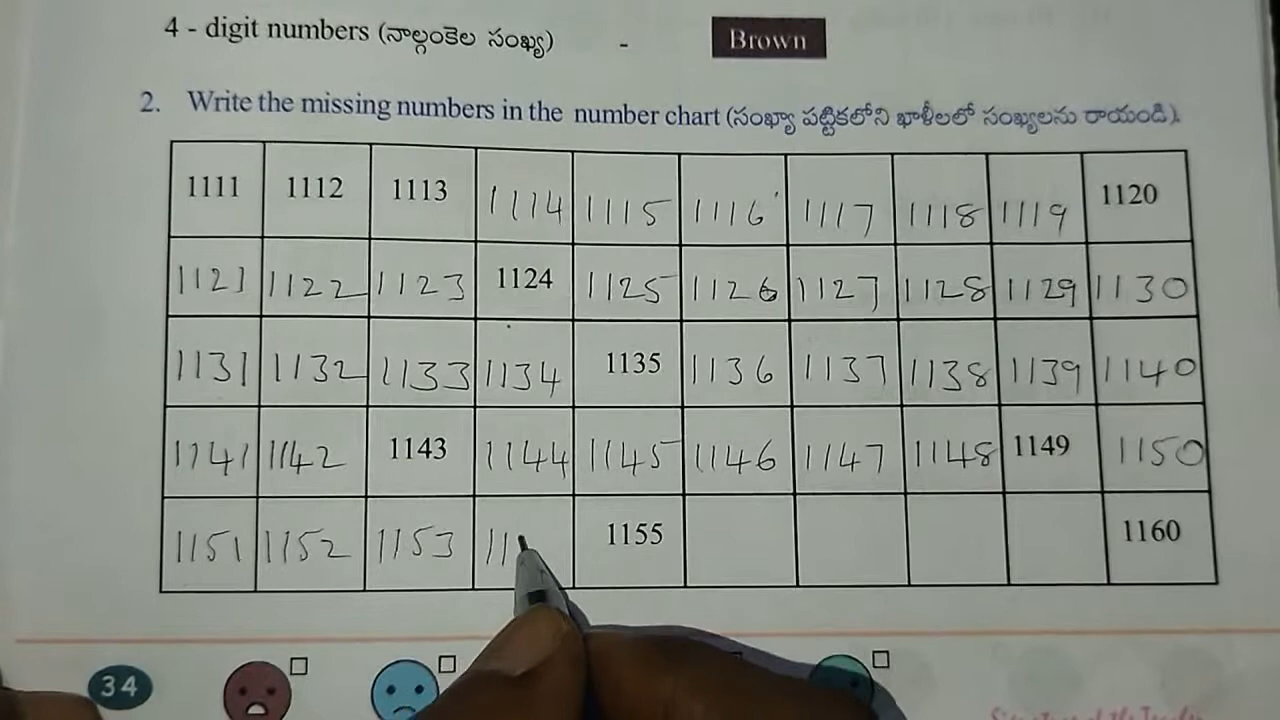 4 - digit numbers (నాల్గంకెల సంఖ్య) - Brown
2. Write the missing numbers in the number chart (సంఖ్యా పట్టికలోని ఖాళీలలో సంఖ్యలను రాయండి).
1111 1112 1113 1114 1115 1116 1117 1118 1119 1120
1121 1122 1123 1124 1125 1126 1127 1128 1129 1130
1131 1132 1133 1134 1135 1136 1137 1138 1139 1140
1141 1142 1143 1144 1145 1146 1147 1148 1149 1150
1151 1152 1153 11 1155 1160
34